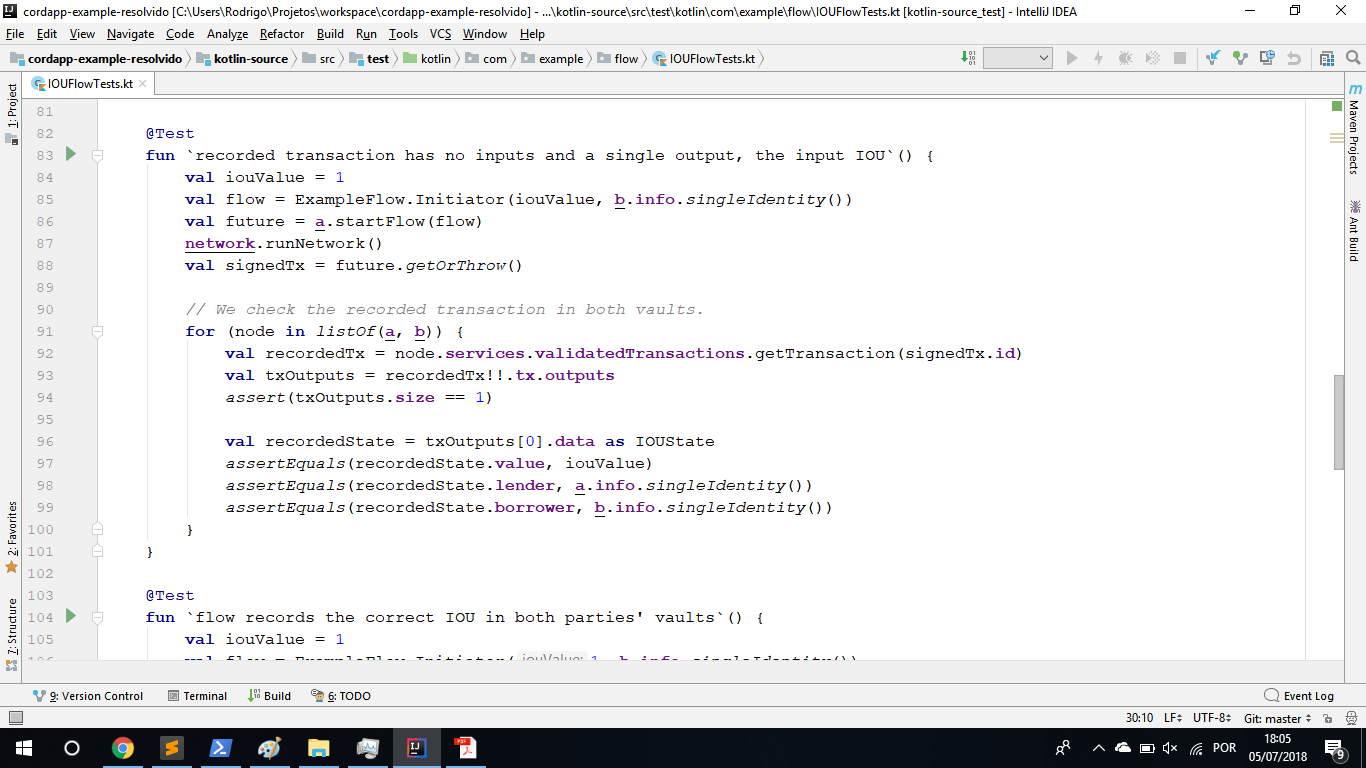 cordapp-example-resolvido [C:\Users\Rodrigo\Projetos\workspace\cordapp-example-resolvido] - ...\kotlin-source\src\test\kotlin\com\example\flow\IOUFlowTests.kt [kotlin-source_test] - IntelliJ IDEA
File Edit View Navigate Code Analyze Refactor Build Run Tools VCS Window Help
cordapp-example-resolvido kotlin-source src test kotlin com example flow IOUFlowTests.kt
IOUFlowTests.kt
1: Project
2: Favorites
7: Structure
Maven Projects
Ant Build
81
82 @Test
83 fun `recorded transaction has no inputs and a single output, the input IOU`() {
84 val iouValue = 1
85 val flow = ExampleFlow.Initiator(iouValue, b.info.singleIdentity())
86 val future = a.startFlow(flow)
87 network.runNetwork()
88 val signedTx = future.getOrThrow()
89
90 // We check the recorded transaction in both vaults.
91 for (node in listOf(a, b)) {
92 val recordedTx = node.services.validatedTransactions.getTransaction(signedTx.id)
93 val txOutputs = recordedTx!!.tx.outputs
94 assert(txOutputs.size == 1)
95
96 val recordedState = txOutputs[0].data as IOUState
97 assertEquals(recordedState.value, iouValue)
98 assertEquals(recordedState.lender, a.info.singleIdentity())
99 assertEquals(recordedState.borrower, b.info.singleIdentity())
100 }
101 }
102
103 @Test
104 fun `flow records the correct IOU in both parties' vaults`() {
105 val iouValue = 1
9: Version Control Terminal Build 6: TODO Event Log
30:10 LF UTF-8 Git: master
POR 18:05
05/07/2018
9